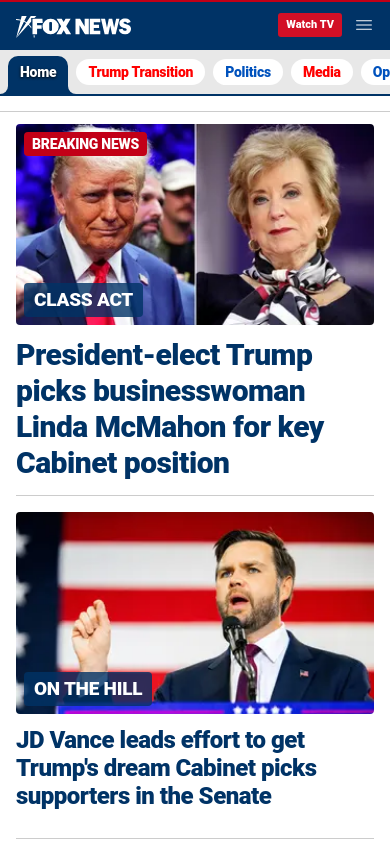 FOX NEWS
Watch TV
Home
Trump Transition
Politics
Media
Op
BREAKING NEWS
CLASS ACT
President-elect Trump
picks businesswoman
Linda McMahon for key
Cabinet position
ON THE HILL
JD Vance leads effort to get
Trump's dream Cabinet picks
supporters in the Senate